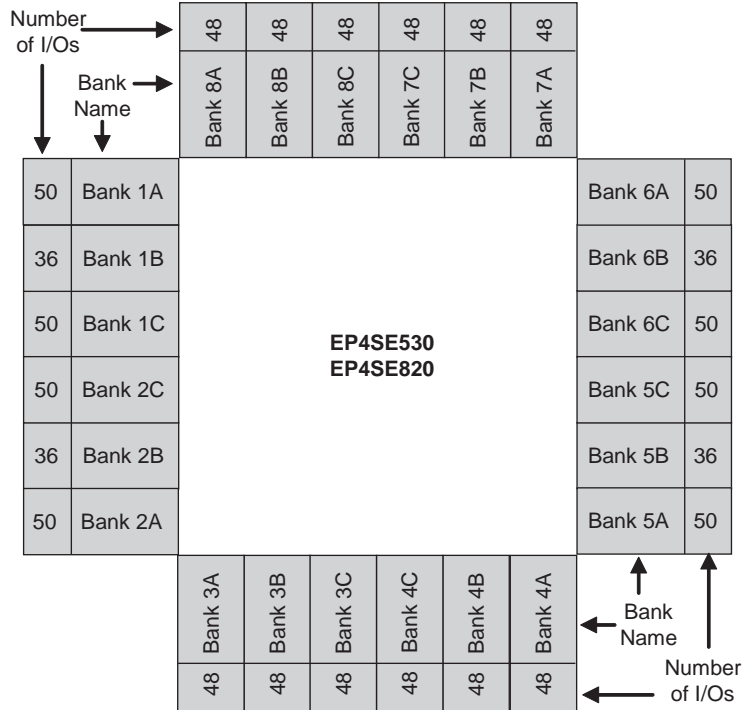 Number
of I/Os
48 48 48 48 48 48
Bank
Name
Bank 8A Bank 8B Bank 8C Bank 7C Bank 7B Bank 7A
50 Bank 1A Bank 6A 50
36 Bank 1B Bank 6B 36
50 Bank 1C Bank 6C 50
EP4SE530
EP4SE820
50 Bank 2C Bank 5C 50
36 Bank 2B Bank 5B 36
50 Bank 2A Bank 5A 50
Bank 3A Bank 3B Bank 3C Bank 4C Bank 4B Bank 4A
Bank
Name
48 48 48 48 48 48
Number
of I/Os